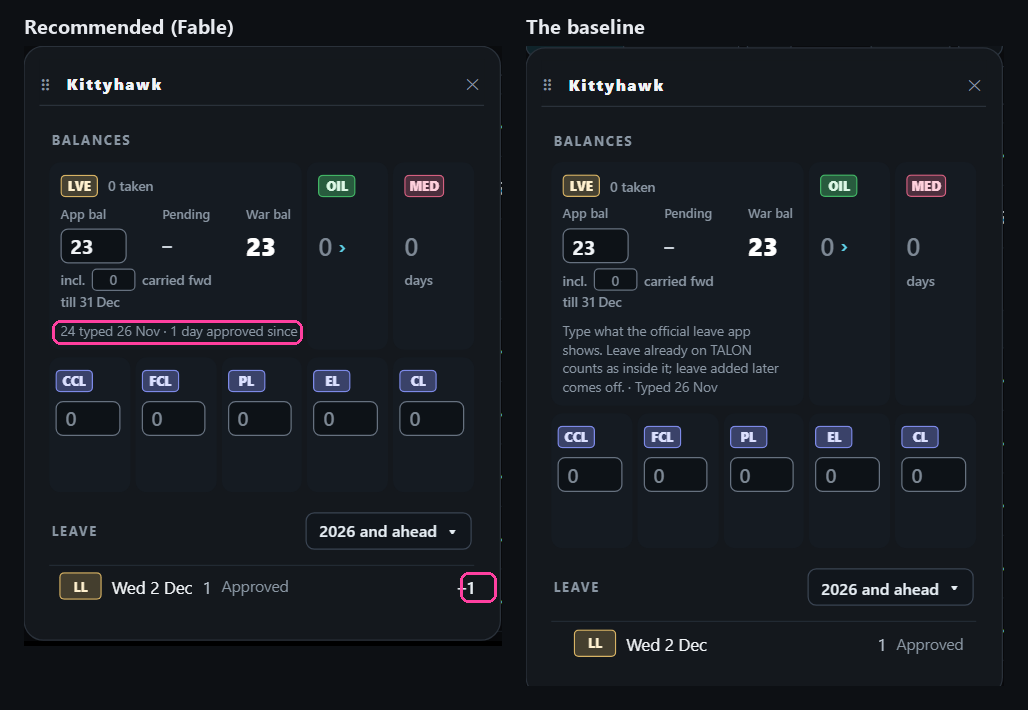 Recommended (Fable)
Kittyhawk
BALANCES
LVE 0 taken
OIL
MED
App bal Pending War bal
23 – 23
0 ›
0
incl. 0 carried fwd
days
till 31 Dec
24 typed 26 Nov · 1 day approved since
CCL FCL PL EL CL
0 0 0 0 0
LEAVE 2026 and ahead
LL Wed 2 Dec 1 Approved -1
The baseline
Kittyhawk
BALANCES
LVE 0 taken
OIL
MED
App bal Pending War bal
23 – 23
0 ›
0
incl. 0 carried fwd
days
till 31 Dec
Type what the official leave app
shows. Leave already on TALON
counts as inside it; leave added later
comes off. · Typed 26 Nov
CCL FCL PL EL CL
0 0 0 0 0
LEAVE 2026 and ahead
LL Wed 2 Dec 1 Approved